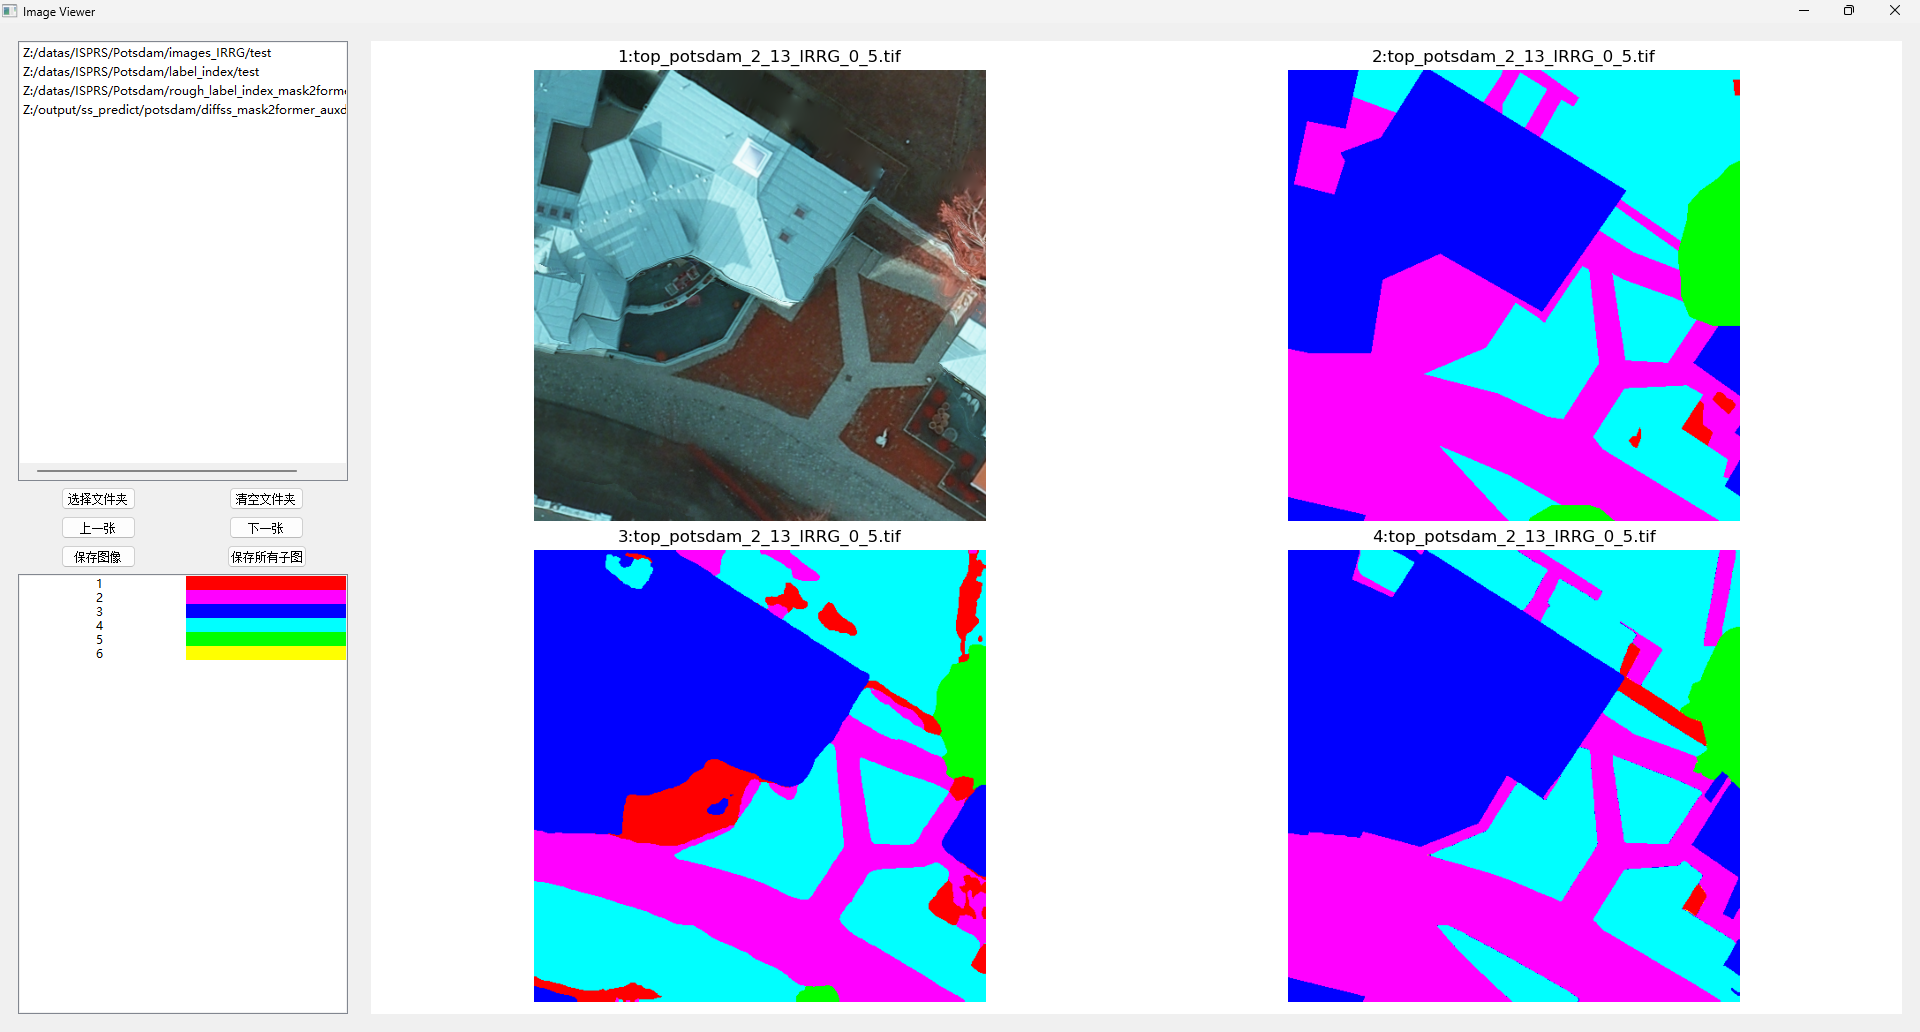 Image Viewer
Z:/datas/ISPRS/Potsdam/images_IRRG/test
Z:/datas/ISPRS/Potsdam/label_index/test
Z:/datas/ISPRS/Potsdam/rough_label_index_mask2forme
Z:/output/ss_predict/potsdam/diffss_mask2former_auxd
选择文件夹 清空文件夹
上一张 下一张
保存图像 保存所有子图
1
2
3
4
5
6
1:top_potsdam_2_13_IRRG_0_5.tif
2:top_potsdam_2_13_IRRG_0_5.tif
3:top_potsdam_2_13_IRRG_0_5.tif
4:top_potsdam_2_13_IRRG_0_5.tif